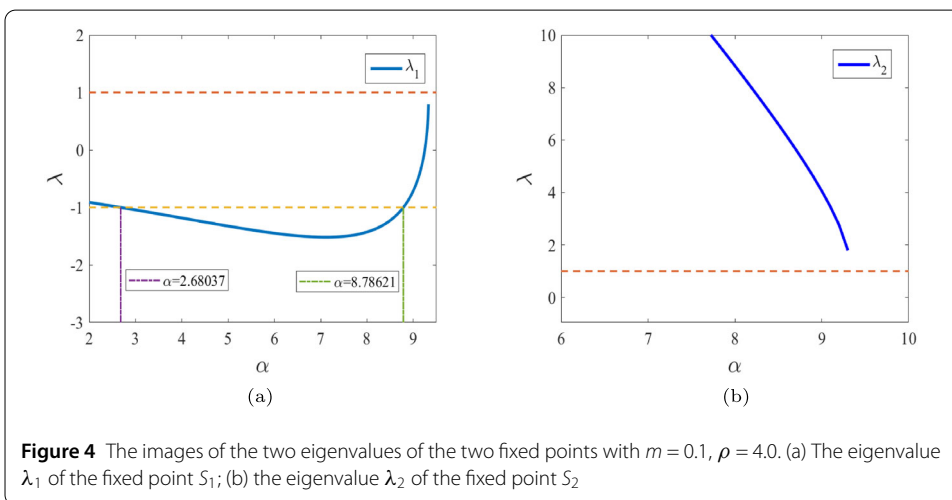 2
1
0
-1
-2
-3
λ
λ₁
α=2.68037
α=8.78621
2 3 4 5 6 7 8 9
α
(a)
10
8
6
4
2
0
λ
λ₂
6 7 8 9 10
α
(b)
Figure 4 The images of the two eigenvalues of the two fixed points with m = 0.1, ρ = 4.0. (a) The eigenvalue
λ₁ of the fixed point S₁; (b) the eigenvalue λ₂ of the fixed point S₂